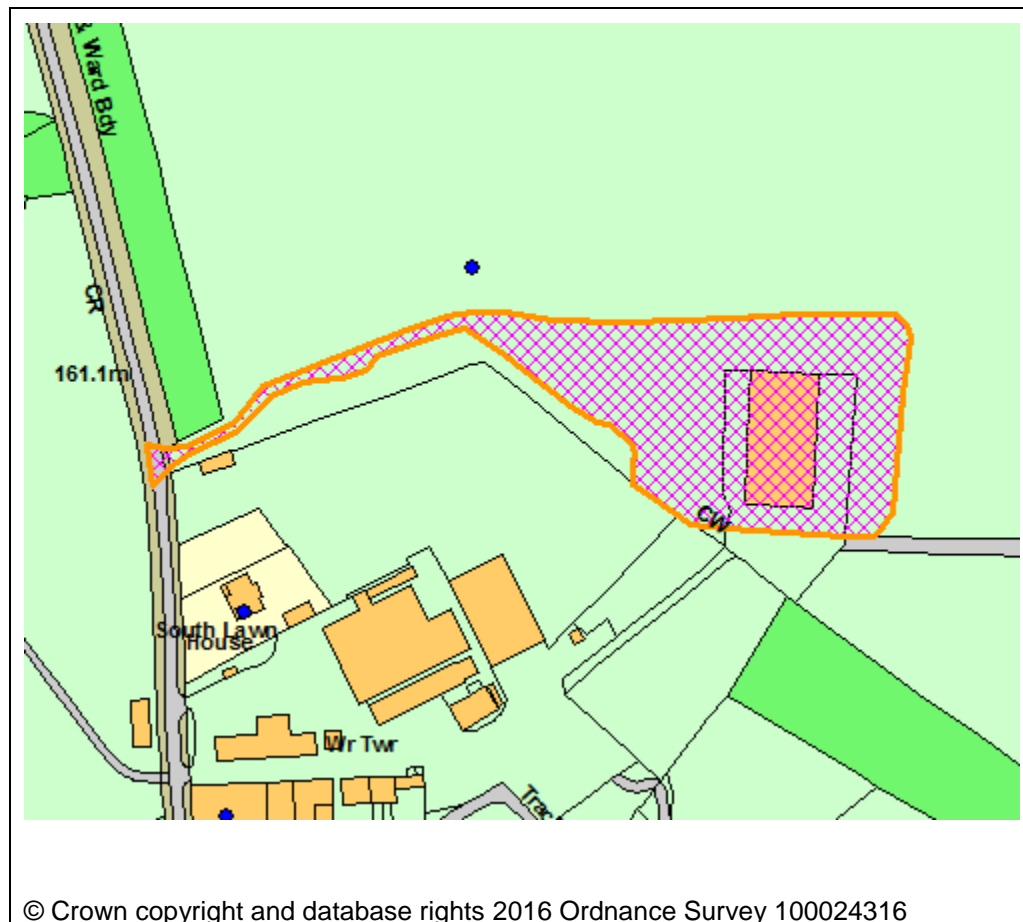 & Ward Bdy
CR
161.1m
CW
South Lawn
House
Wr Twr
© Crown copyright and database rights 2016 Ordnance Survey 100024316